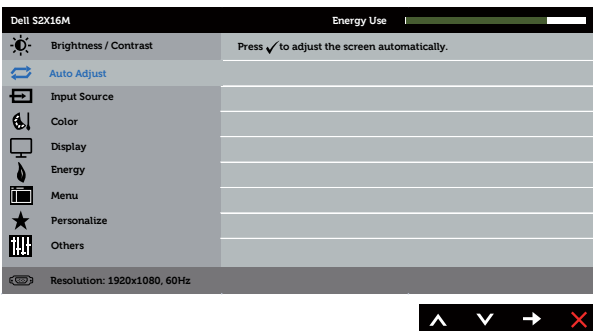 Dell S2X16M Energy Use
Brightness / Contrast Press ✓ to adjust the screen automatically.
Auto Adjust
Input Source
Color
Display
Energy
Menu
Personalize
Others
Resolution: 1920x1080, 60Hz